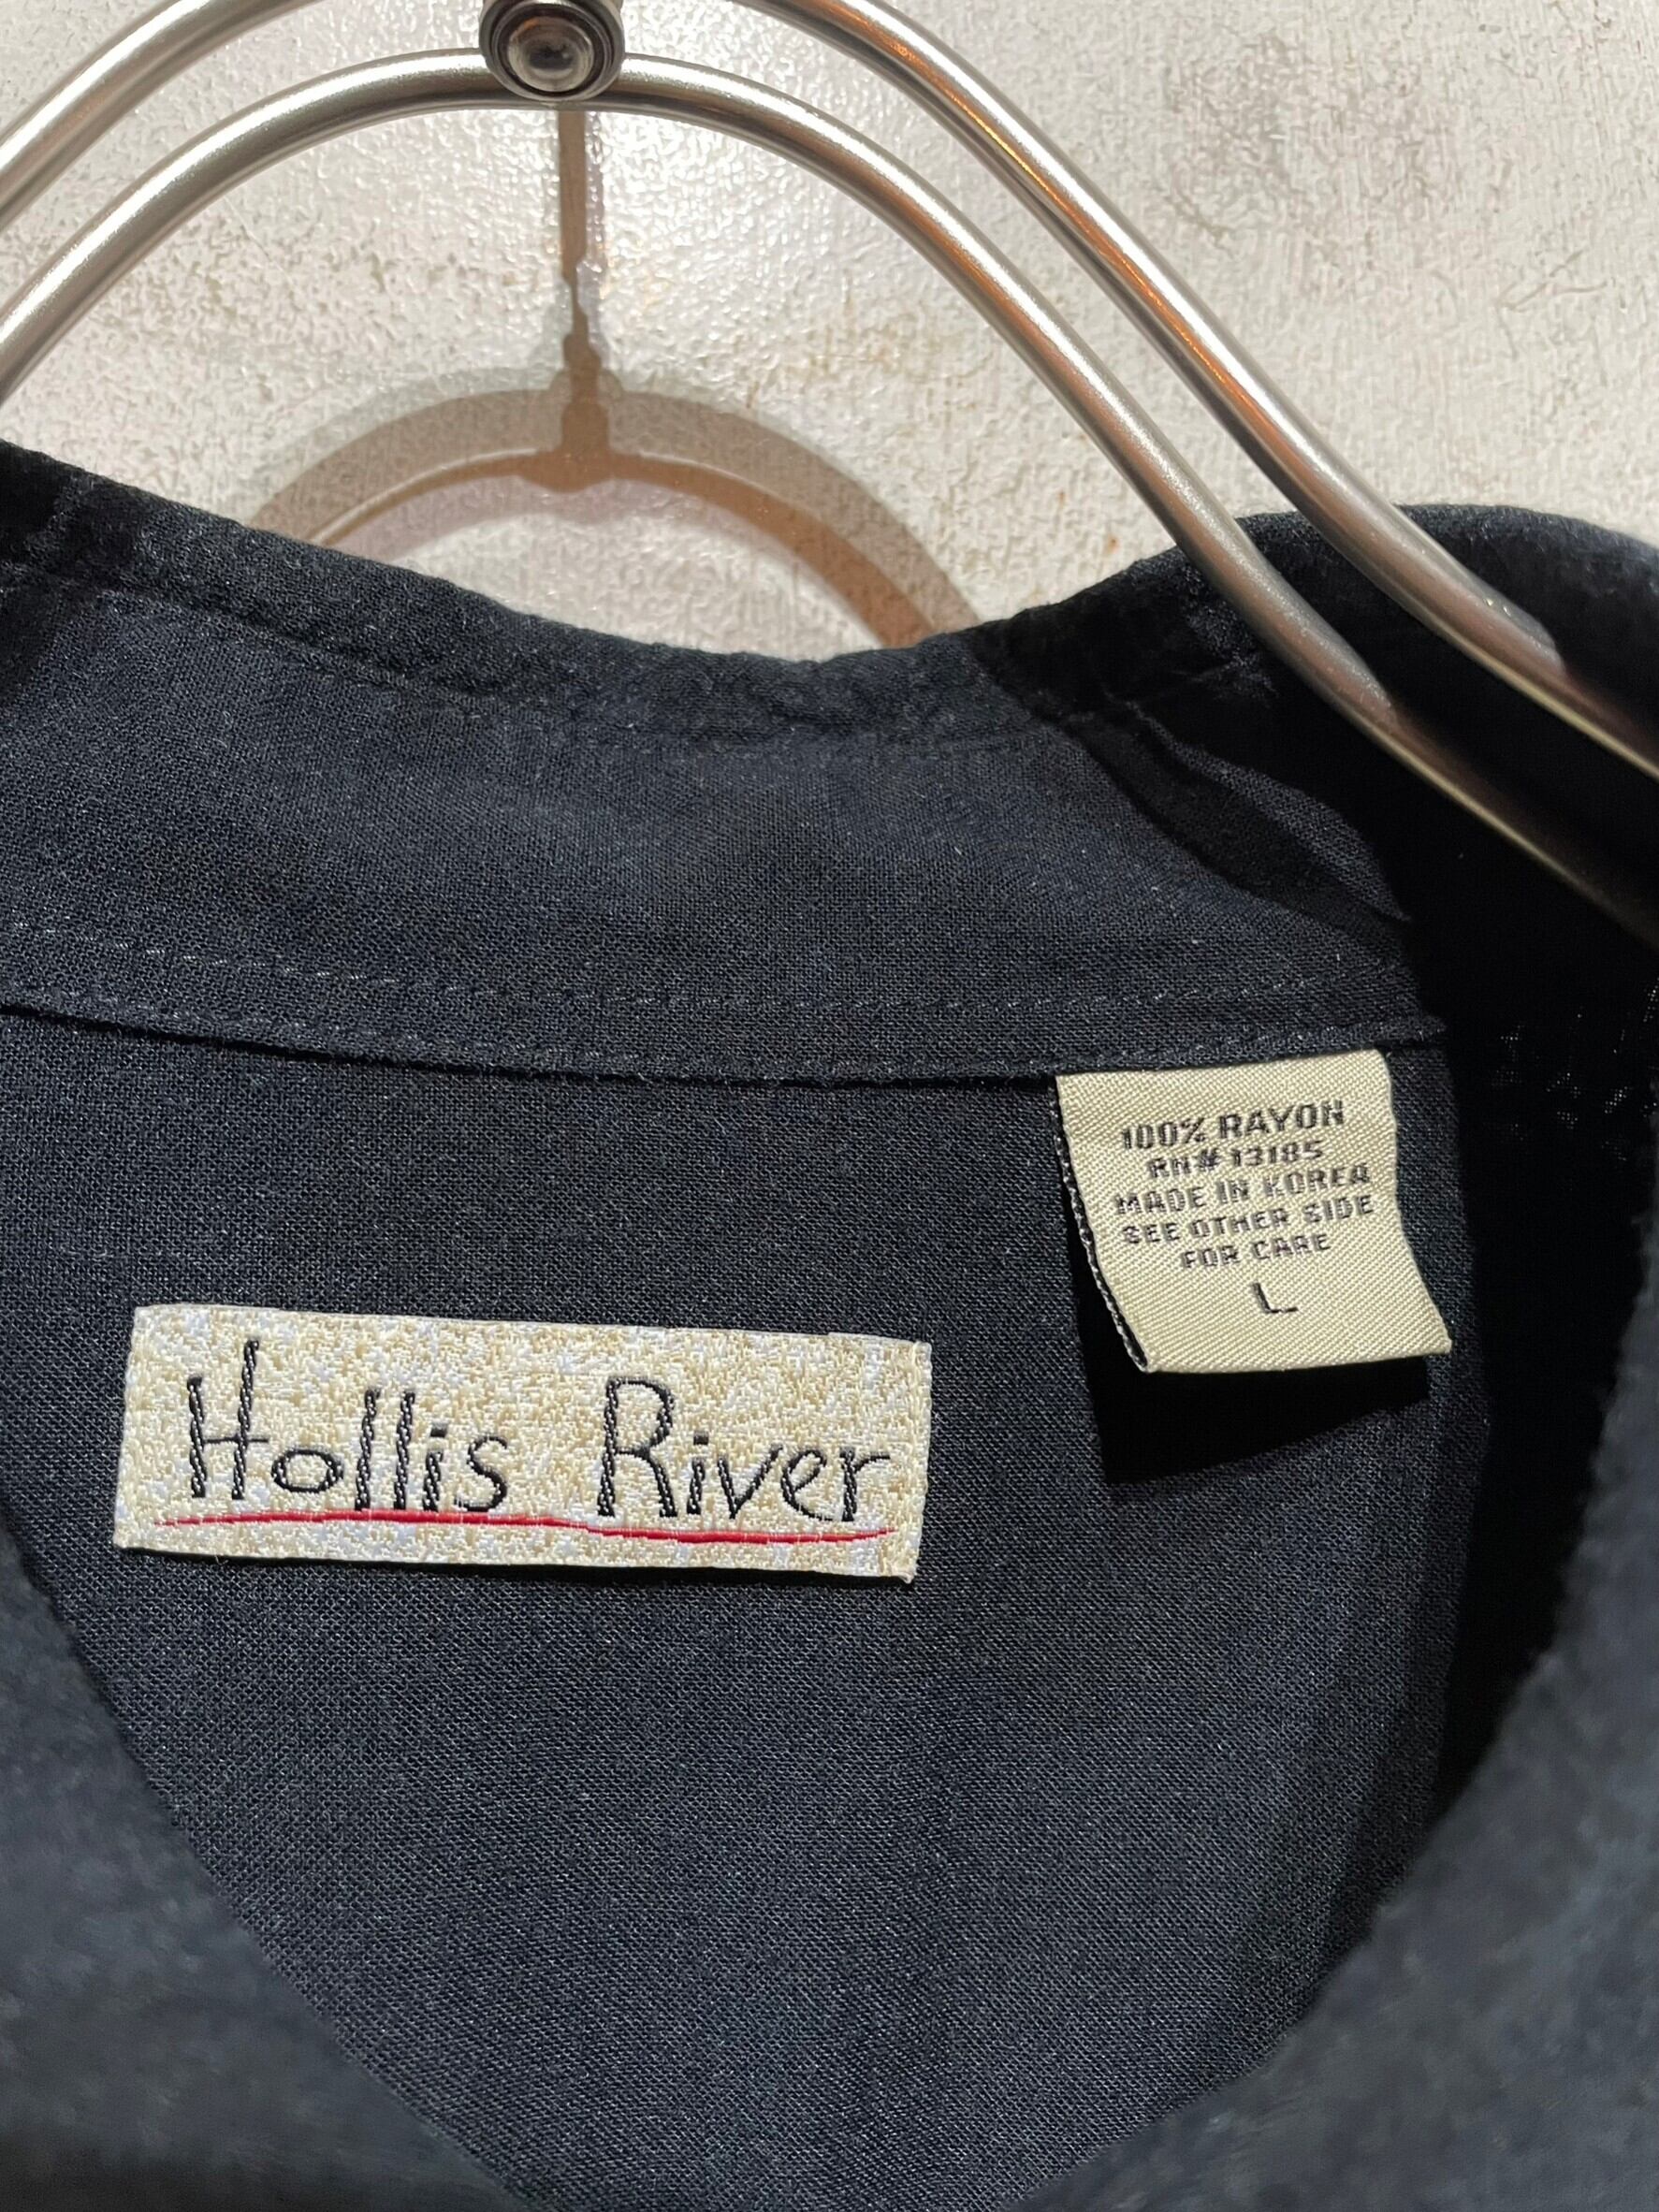 100% RAYON
RN# 13185
MADE IN KOREA
SEE OTHER SIDE
FOR CARE
L
Hollis River